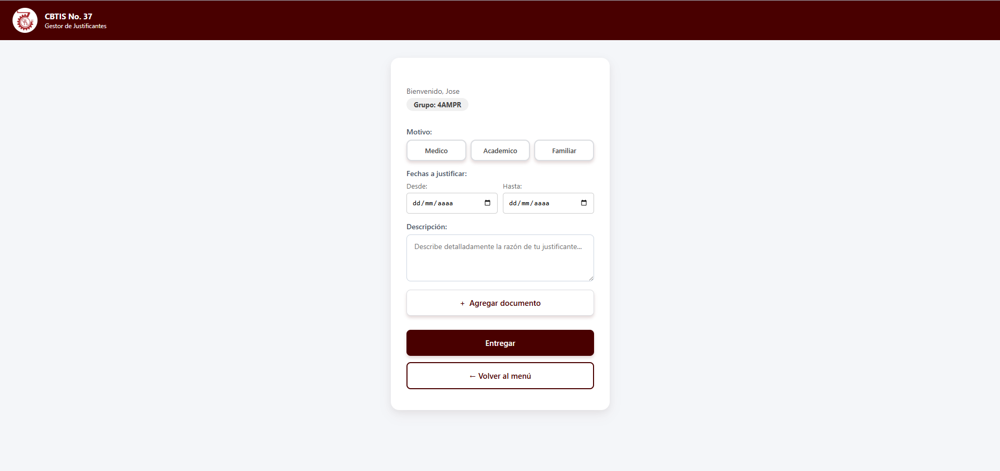 CBTIS No. 37
Gestor de Justificantes
Bienvenido, Jose
Grupo: 4AMPR
Motivo:
Medico Academico Familiar
Fechas a justificar:
Desde: Hasta:
dd/mm/aaaa dd/mm/aaaa
Descripción:
Describe detalladamente la razón de tu justificante...
+ Agregar documento
Entregar
← Volver al menú